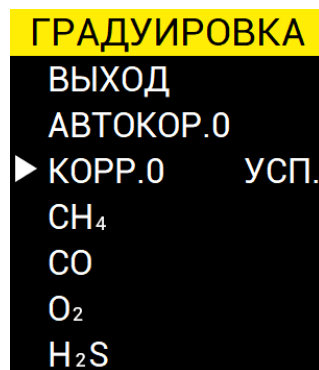 ГРАДУИРОВКА
ВЫХОД
АВТОКОР.0
КОРР.0 УСП.
CH₄
CO
O₂
H₂S